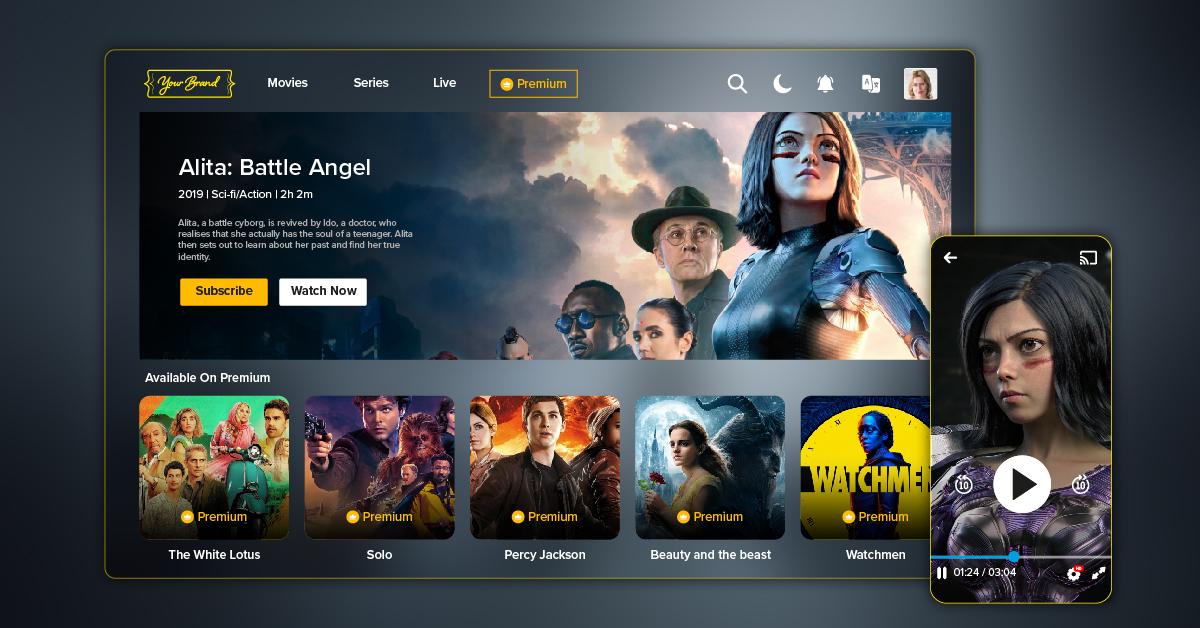 Your Brand
Movies
Series
Live
Premium
A
Alita: Battle Angel
2019 | Sci-fi/Action | 2h 2m
Alita, a battle cyborg, is revived by Ido, a doctor, who
realises that she actually has the soul of a teenager. Alita
then sets out to learn about her past and find her true
identity.
Subscribe
Watch Now
Available On Premium
WATCHMEN
Premium
Premium
Premium
Premium
Premium
The White Lotus
Solo
Percy Jackson
Beauty and the beast
Watchmen
10
10
01:24 / 03:04
HD